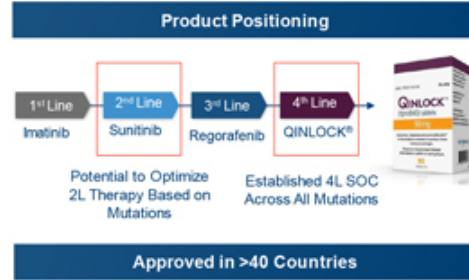 Product Positioning
1st Line
2nd Line
3rd Line
4th Line
Imatinib
Sunitinib
Regorafenib
QINLOCK®
QINLOCK
Potential to Optimize
2L Therapy Based on
Mutations
Established 4L SOC
Across All Mutations
Approved in >40 Countries